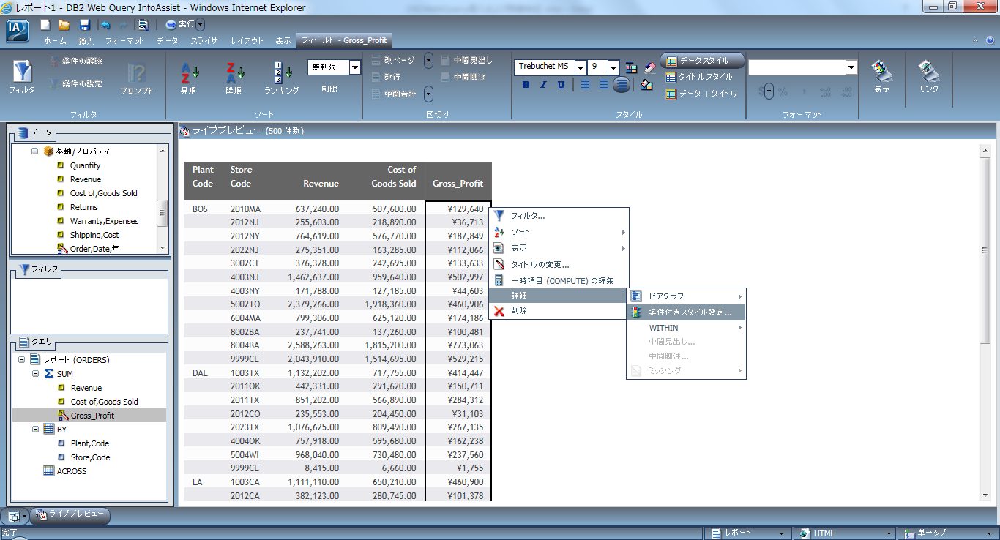 レポート1 - DB2 Web Query InfoAssist - Windows Internet Explorer
IA
実行
ホーム 挿入 フォーマット データ スライサ レイアウト 表示 フィールド - Gross_Profit
フィルタ
条件の解除
条件の設定
プロンプト
フィルタ
昇順
降順
ランキング
無制限
制限
ソート
改ページ
改行
中間合計
中間見出し
中間脚注
区切り
Trebuchet MS 9
B I U
データスタイル
タイトルスタイル
データ + タイトル
スタイル
$ % ,
フォーマット
表示
リンク
データ
基軸/プロパティ
Quantity
Revenue
Cost of,Goods Sold
Returns
Warranty,Expenses
Shipping,Cost
Order,Date,年
フィルタ
クエリ
レポート (ORDERS)
SUM
Revenue
Cost of,Goods Sold
Gross_Profit
BY
Plant,Code
Store,Code
ACROSS
ライブプレビュー (500 件数)
Plant Store Cost of
Code Code Revenue Goods Sold Gross_Profit
BOS 2010MA 637,240.00 507,600.00 ¥129,640
2012NJ 255,603.00 218,890.00 ¥36,713
2012NY 764,619.00 576,770.00 ¥187,849
2022NJ 275,351.00 163,285.00 ¥112,066
3002CT 376,328.00 242,695.00 ¥133,633
4003NJ 1,462,637.00 959,640.00 ¥502,997
4003NY 171,788.00 127,185.00 ¥44,603
5002TO 2,379,266.00 1,918,360.00 ¥460,906
6004MA 799,306.00 625,120.00 ¥174,186
8002BA 237,741.00 137,260.00 ¥100,481
8004BA 2,588,263.00 1,815,200.00 ¥773,063
9999CE 2,043,910.00 1,514,695.00 ¥529,215
DAL 1003TX 1,132,202.00 717,755.00 ¥414,447
2011OK 442,331.00 291,620.00 ¥150,711
2011TX 851,202.00 566,890.00 ¥284,312
2012CO 235,553.00 204,450.00 ¥31,103
2023TX 1,076,625.00 809,490.00 ¥267,135
4004OK 757,918.00 595,680.00 ¥162,238
5004WI 968,040.00 730,480.00 ¥237,560
9999CE 8,415.00 6,660.00 ¥1,755
LA 1003CA 1,111,110.00 650,210.00 ¥460,900
2012CA 382,123.00 280,745.00 ¥101,378
フィルタ...
ソート
表示
タイトルの変更...
一時項目 (COMPUTE) の編集
詳細
削除
ピアグラフ
条件付きスタイル設定...
WITHIN
中間見出し...
中間脚注...
ミッシング
ライブプレビュー
完了
レポート
HTML
単一タブ